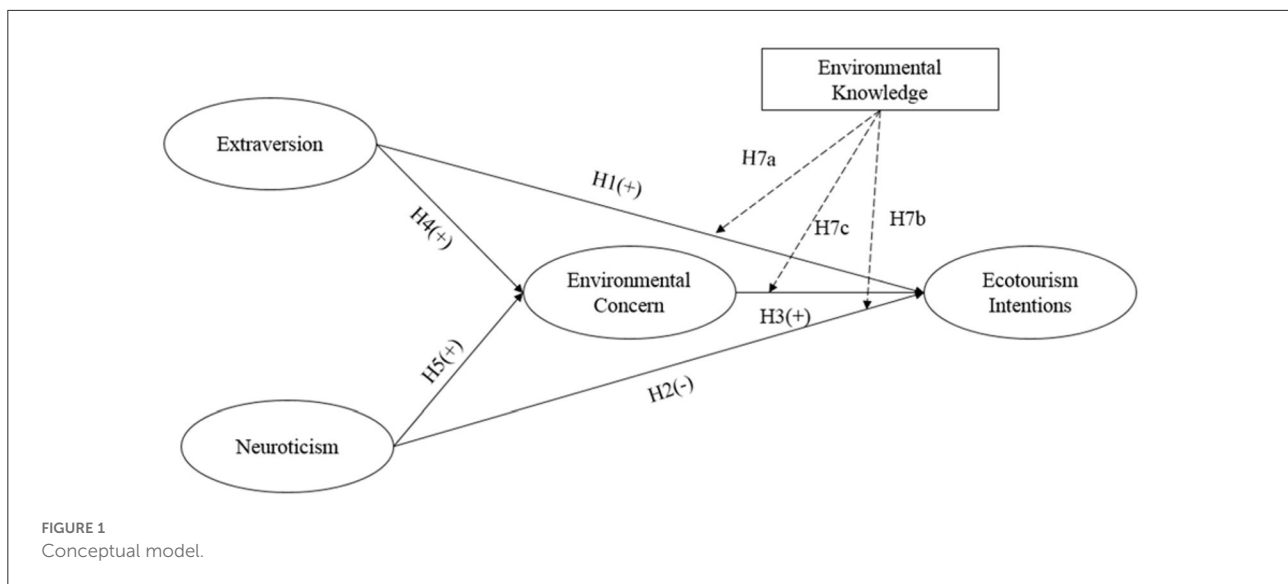 Environmental
Knowledge
Extraversion
H7a
H1(+)
H7c
H7b
H4(+)
Environmental
Concern
Ecotourism
Intentions
H3(+)
H5(+)
H2(-)
Neuroticism
FIGURE 1
Conceptual model.